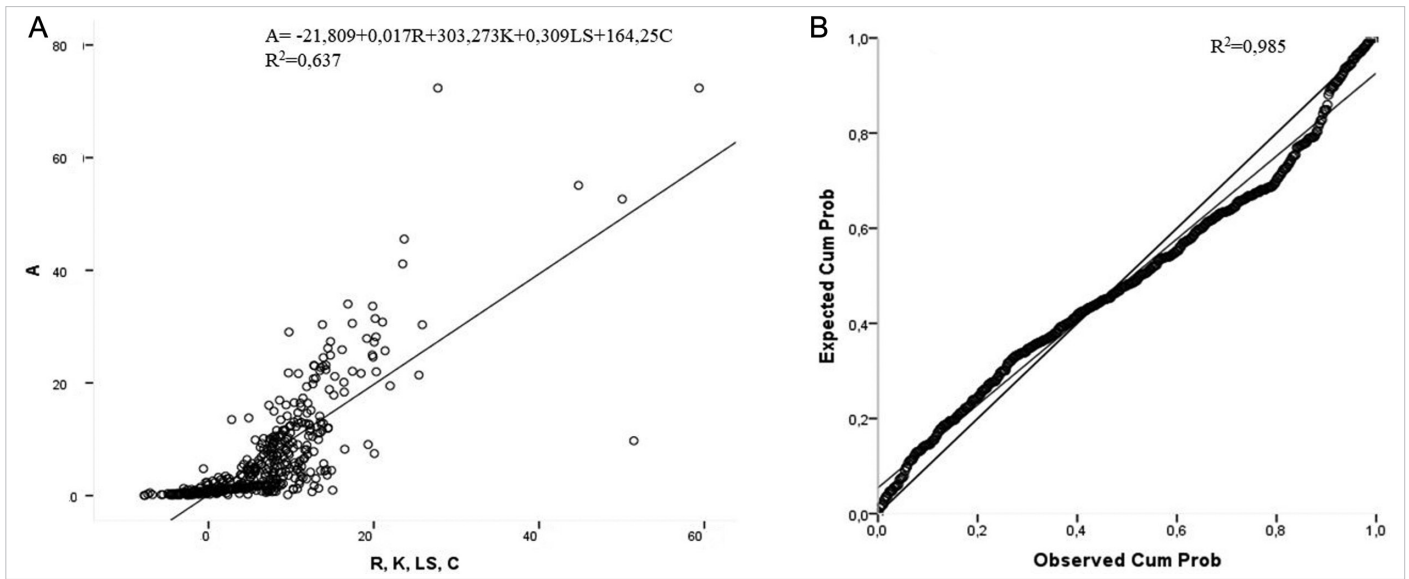 A
A= -21,809+0,017R+303,273K+0,309LS+164,25C
R²=0,637
80
60
40
20
0
A
0
20
40
60
R, K, LS, C
B
R²=0,985
1,0
0,8
0,6
0,4
0,2
0,0
Expected Cum Prob
0,0
0,2
0,4
0,6
0,8
1,0
Observed Cum Prob